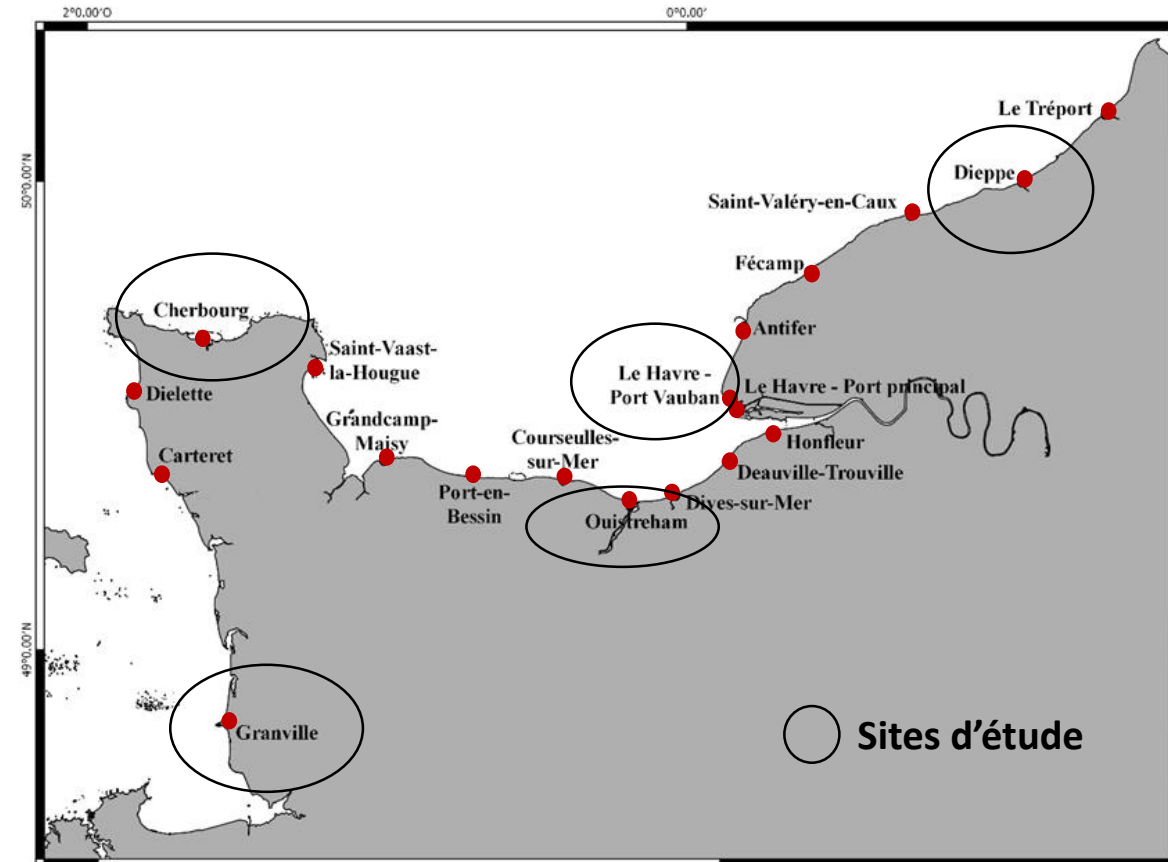 2°0.00'O
0°0.00'
50°0.00'N
49°0.00'N
Le Tréport
Dieppe
Saint-Valéry-en-Caux
Fécamp
Antifer
Cherbourg
Saint-Vaast-
la-Hougue
Dielette
Le Havre -
Port Vauban
Le Havre - Port principal
Grandcamp-
Maisy
Courseulles-
sur-Mer
Honfleur
Carteret
Deauville-Trouville
Port-en-
Bessin
Dives-sur-Mer
Ouistreham
Granville
Sites d’étude